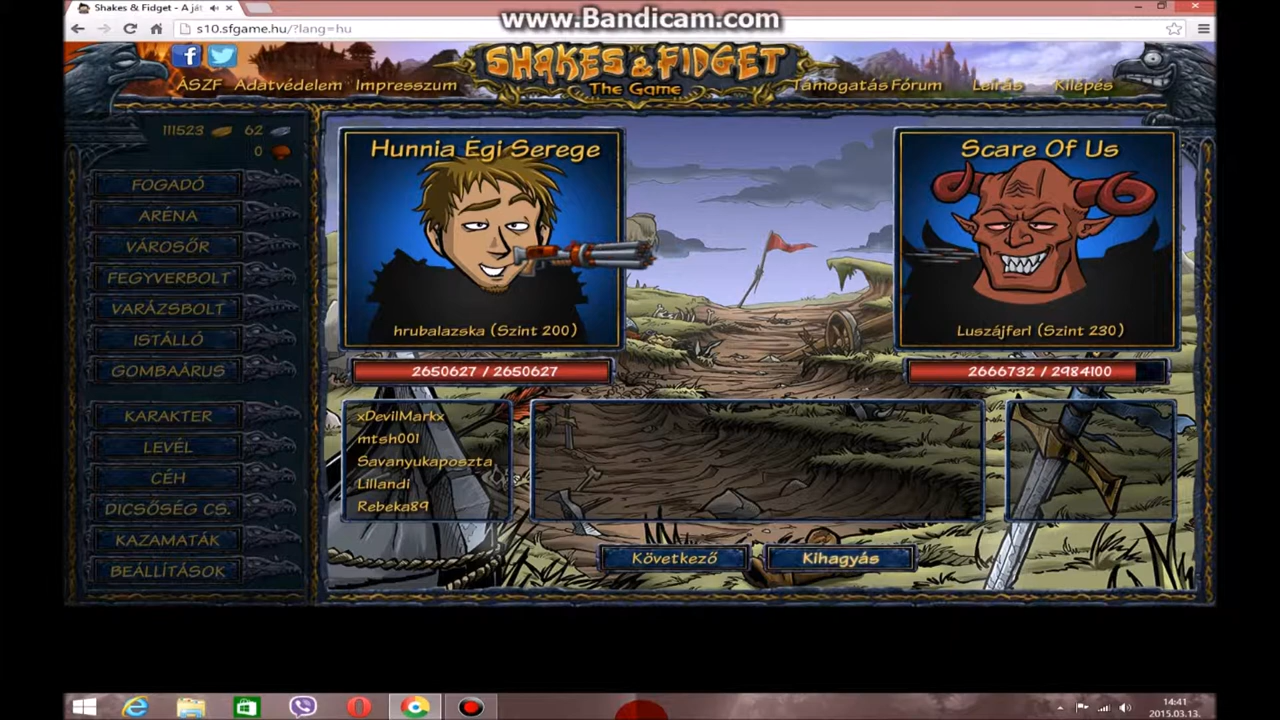 www.Bandicam.com
Shakes & Fidget - A ját
s10.sfgame.hu/?lang=hu
ÁSZF Adatvédelem Impresszum
SHAKES & FIDGET
The Game
Támogatás Fórum Leírás Kilépés
111523 62
0
FOGADÓ
ARÉNA
VÁROSŐR
FEGYVERBOLT
VARÁZSBOLT
ISTÁLLÓ
GOMBAÁRUS
KARAKTER
LEVÉL
CÉH
DICSŐSÉG CS.
KAZAMATÁK
BEÁLLÍTÁSOK
Hunnia Égi Serege
hrubalazska (Szint 200)
2650627 / 2650627
Scare Of Us
Luszájferl (Szint 230)
2666732 / 2984100
xDevilMarkx
mtsh001
Savanyukaposzta
Lillandi
Rebeka89
Következő
Kihagyás
14:41
2015.03.13.